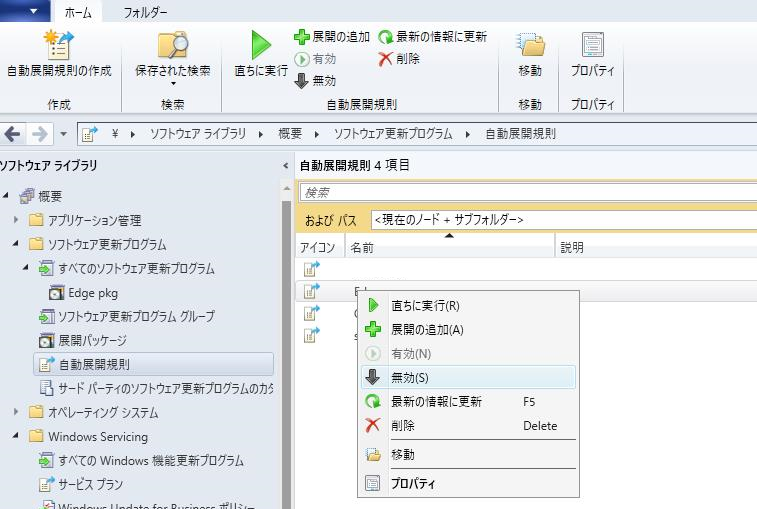 ホーム フォルダー
自動展開規則の作成
保存された検索
直ちに実行
展開の追加
最新の情報に更新
有効
削除
無効
移動
プロパティ
作成 検索 自動展開規則 移動 プロパティ
¥ ソフトウェア ライブラリ 概要 ソフトウェア更新プログラム 自動展開規則
ソフトウェア ライブラリ
概要
アプリケーション管理
ソフトウェア更新プログラム
すべてのソフトウェア更新プログラム
Edge pkg
ソフトウェア更新プログラム グループ
展開パッケージ
自動展開規則
サード パーティのソフトウェア更新プログラムのカタ
オペレーティング システム
Windows Servicing
すべての Windows 機能更新プログラム
サービス プラン
Windows Update for Business ポリシー
自動展開規則 4 項目
検索
および パス <現在のノード + サブフォルダー>
アイコン 名前 説明
直ちに実行(R)
展開の追加(A)
有効(N)
無効(S)
最新の情報に更新 F5
削除 Delete
移動
プロパティ